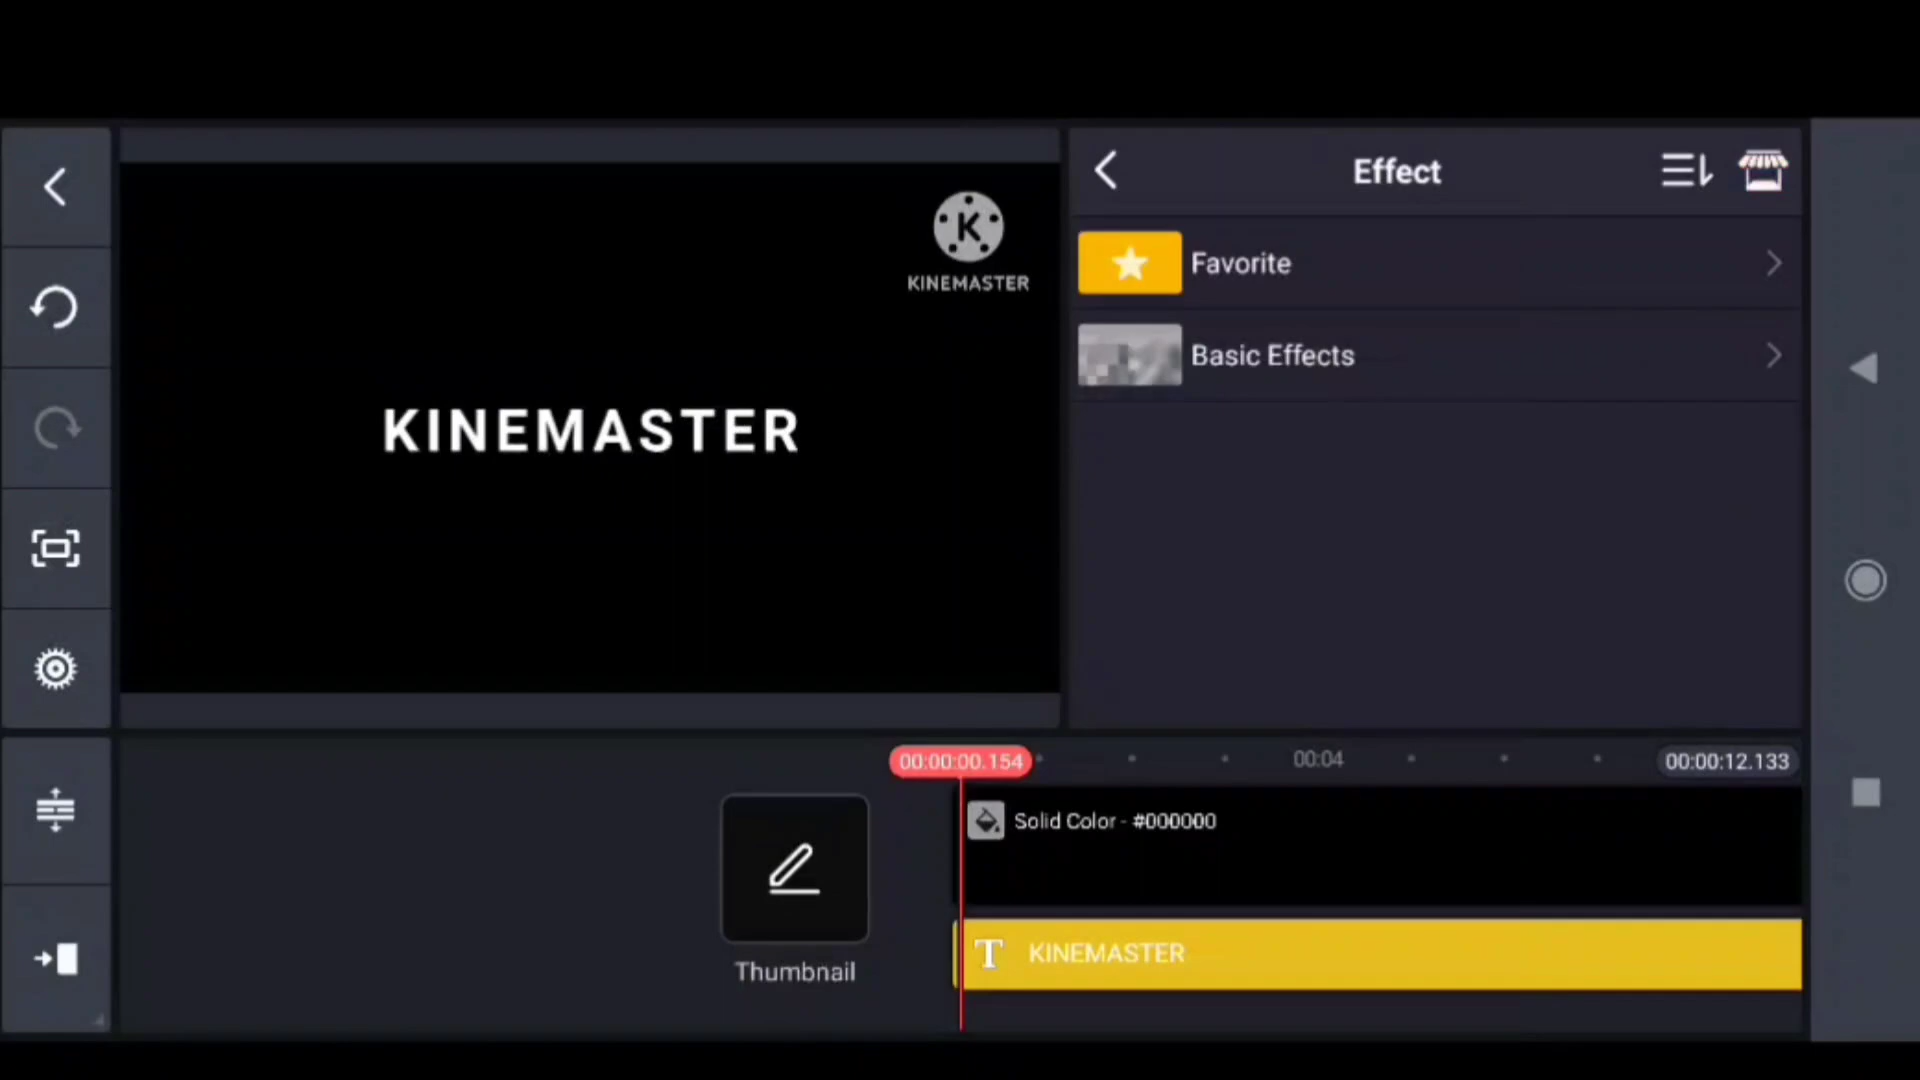 Effect
K
KINEMASTER
Favorite
Basic Effects
KINEMASTER
00:00:00.154
00:04
00:00:12.133
Solid Color - #000000
T KINEMASTER
Thumbnail